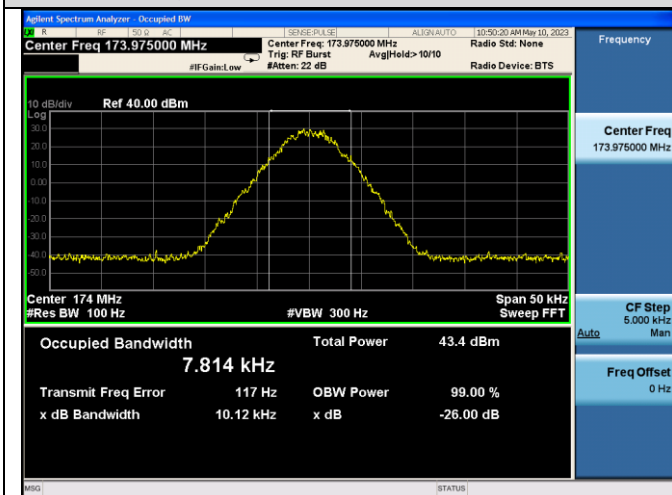 Agilent Spectrum Analyzer - Occupied BW
R RF 50 Ω AC SENSE:PULSE ALIGN AUTO 10:50:20 AM May 10, 2023
Center Freq 173.975000 MHz Center Freq: 173.975000 MHz Radio Std: None Frequency
Trig: RF Burst Avg|Hold:> 10/10
#IFGain:Low #Atten: 22 dB Radio Device: BTS
10 dB/div Ref 40.00 dBm
Log
30.0
20.0
10.0
0.00
-10.0
-20.0
-30.0
-40.0
-50.0
Center Freq
173.975000 MHz
Center 174 MHz Span 50 kHz
#Res BW 100 Hz #VBW 300 Hz Sweep FFT
CF Step
5.000 kHz
Auto Man
Occupied Bandwidth Total Power 43.4 dBm
7.814 kHz
Freq Offset
0 Hz
Transmit Freq Error 117 Hz OBW Power 99.00 %
x dB Bandwidth 10.12 kHz x dB -26.00 dB
MSG STATUS